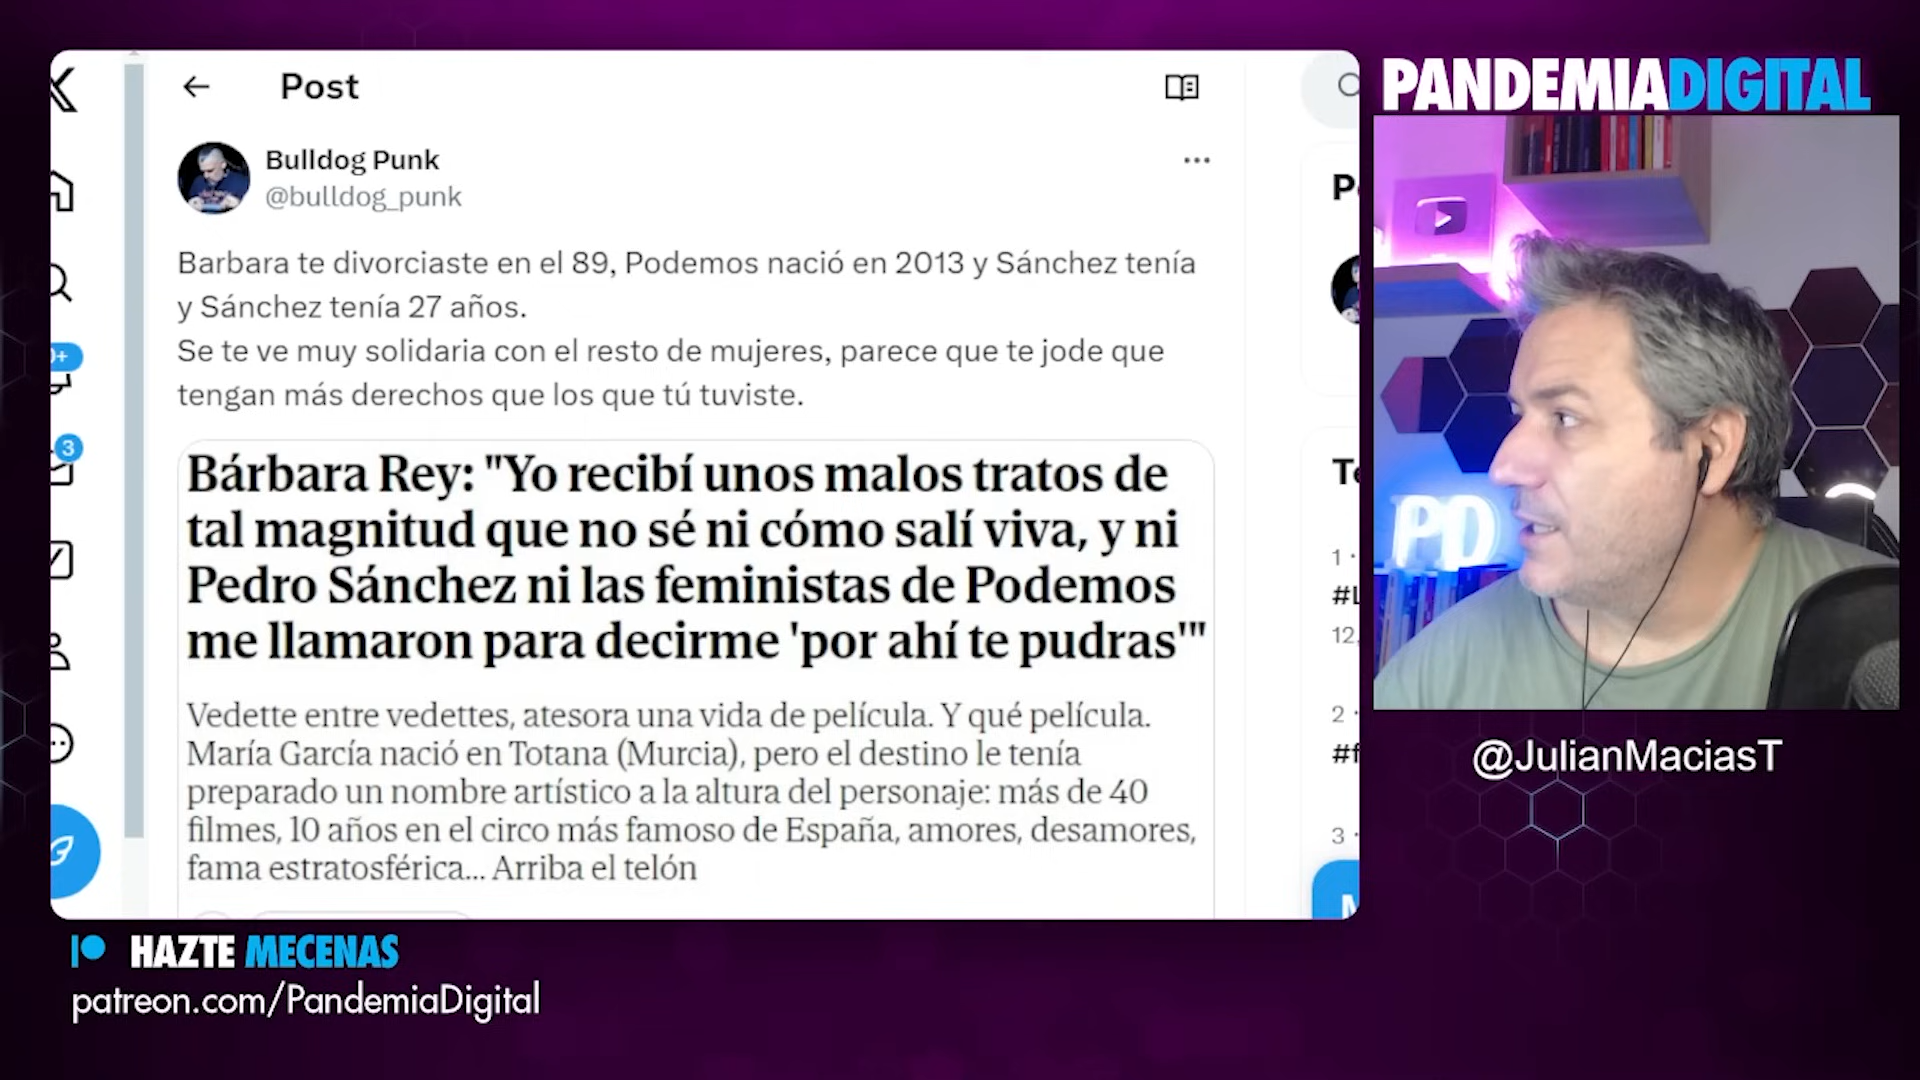 Post
Bulldog Punk
@bulldog_punk
Barbara te divorciaste en el 89, Podemos nació en 2013 y Sánchez tenía
y Sánchez tenía 27 años.
Se te ve muy solidaria con el resto de mujeres, parece que te jode que
tengan más derechos que los que tú tuviste.
Bárbara Rey: "Yo recibí unos malos tratos de
tal magnitud que no sé ni cómo salí viva, y ni
Pedro Sánchez ni las feministas de Podemos
me llamaron para decirme 'por ahí te pudras'"
Vedette entre vedettes, atesora una vida de película. Y qué película.
María García nació en Totana (Murcia), pero el destino le tenía
preparado un nombre artístico a la altura del personaje: más de 40
filmes, 10 años en el circo más famoso de España, amores, desamores,
fama estratosférica... Arriba el telón
3
1 ·
12,
2 ·
#f
3 ·
PANDEMIADIGITAL
PD
@JulianMaciasT
HAZTE MECENAS
patreon.com/PandemiaDigital